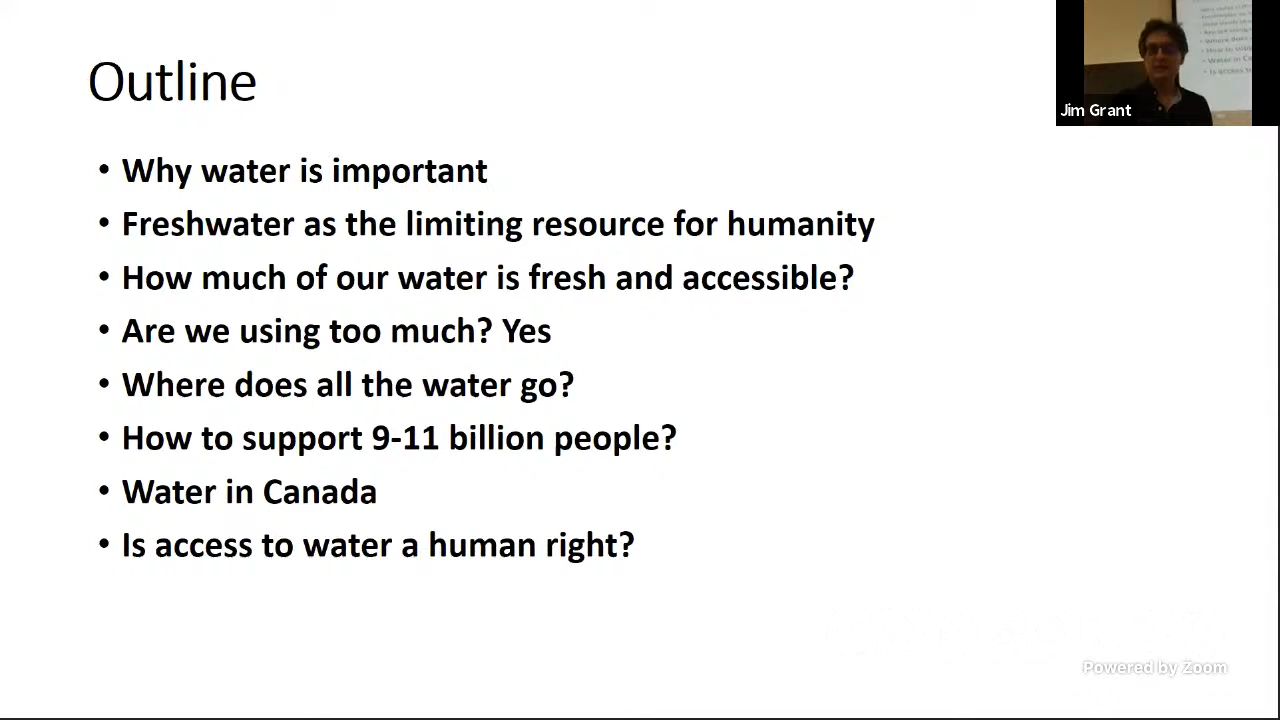 Outline
Jim Grant
• Why water is important
• Freshwater as the limiting resource for humanity
• How much of our water is fresh and accessible?
• Are we using too much? Yes
• Where does all the water go?
• How to support 9-11 billion people?
• Water in Canada
• Is access to water a human right?
Powered by Zoom